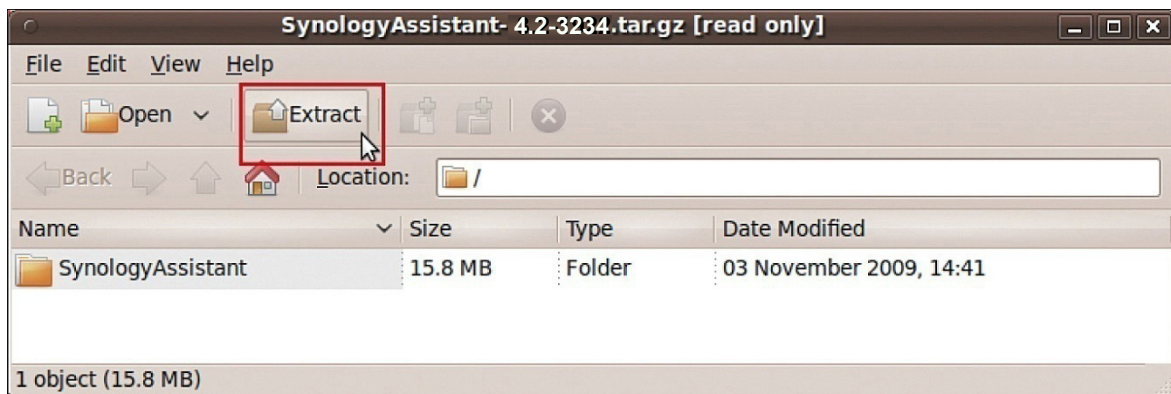 SynologyAssistant- 4.2-3234.tar.gz [read only]
File Edit View Help
Open Extract
Back Location: /
Name Size Type Date Modified
SynologyAssistant 15.8 MB Folder 03 November 2009, 14:41
1 object (15.8 MB)